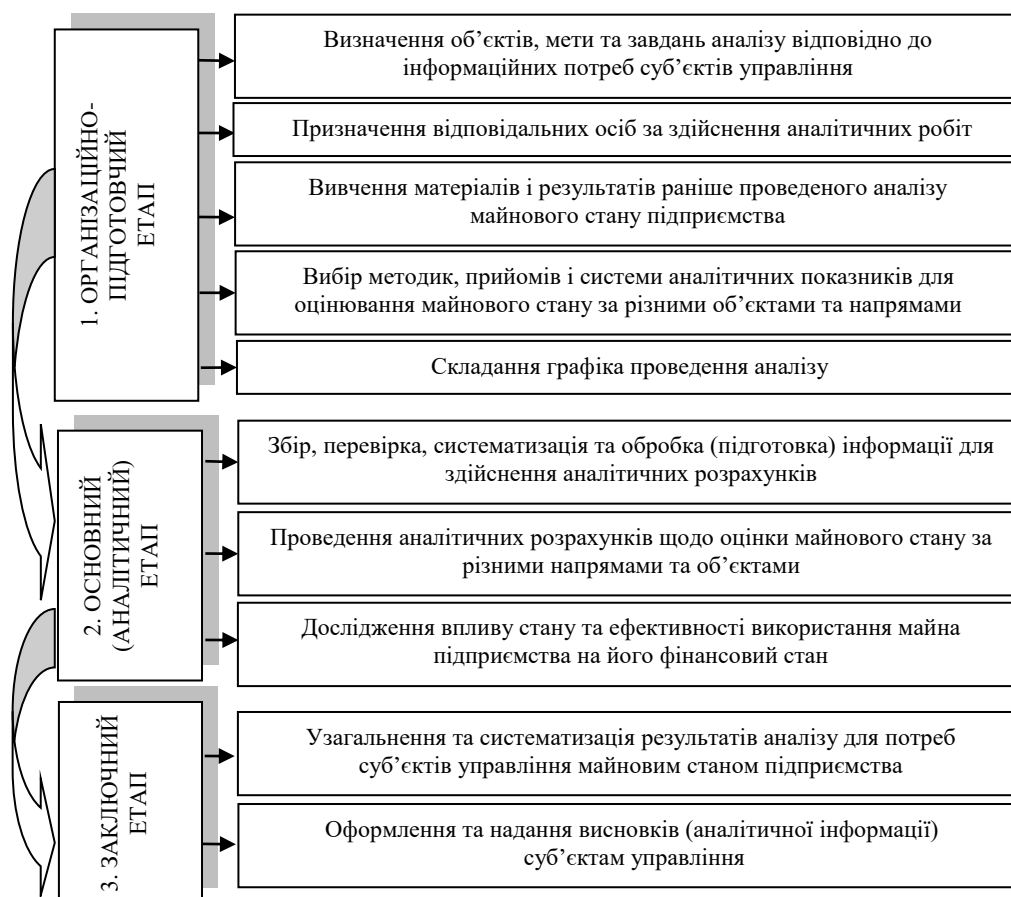 1. ОРГАНІЗАЦІЙНО-
ПІДГОТОВЧИЙ
ЕТАП
Визначення об’єктів, мети та завдань аналізу відповідно до
інформаційних потреб суб’єктів управління
Призначення відповідальних осіб за здійснення аналітичних робіт
Вивчення матеріалів і результатів раніше проведеного аналізу
майнового стану підприємства
Вибір методик, прийомів і системи аналітичних показників для
оцінювання майнового стану за різними об’єктами та напрямами
Складання графіка проведення аналізу
2. ОСНОВНИЙ
(АНАЛІТИЧНИЙ)
ЕТАП
Збір, перевірка, систематизація та обробка (підготовка) інформації для
здійснення аналітичних розрахунків
Проведення аналітичних розрахунків щодо оцінки майнового стану за
різними напрямами та об’єктами
Дослідження впливу стану та ефективності використання майна
підприємства на його фінансовий стан
3. ЗАКЛЮЧНИЙ
ЕТАП
Узагальнення та систематизація результатів аналізу для потреб
суб’єктів управління майновим станом підприємства
Оформлення та надання висновків (аналітичної інформації)
суб’єктам управління